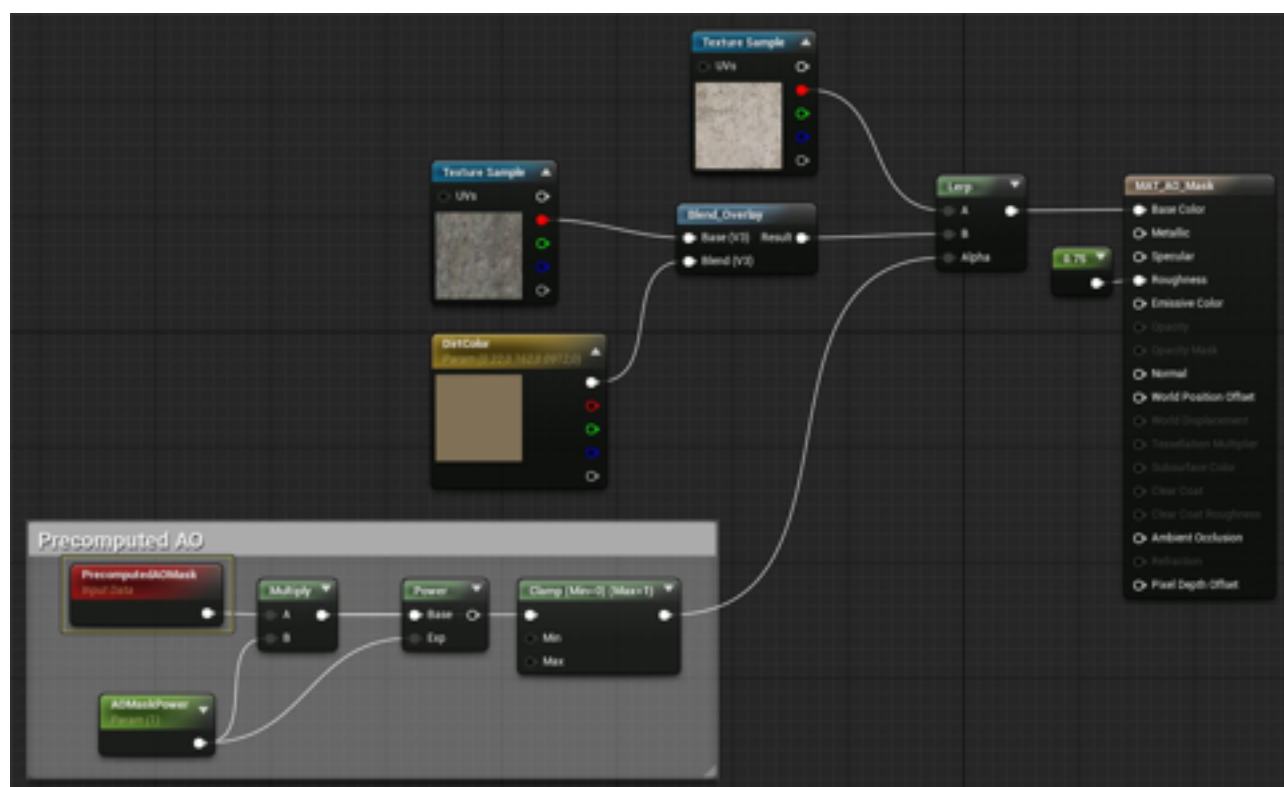 Texture Sample
UVs
Texture Sample
UVs
Blend_Overlay
Base (V3) Result
Blend (V3)
Lerp
A
B
Alpha
0.75
MAT_AO_Mask
Base Color
Metallic
Specular
Roughness
Emissive Color
Opacity
Opacity Mask
Normal
World Position Offset
World Displacement
Tessellation Multiplier
Subsurface Color
Clear Coat
Clear Coat Roughness
Ambient Occlusion
Refraction
Pixel Depth Offset
DirtColor
Precomputed AO
PrecomputedAOMask
Input Data
Multiply
A
B
Power
Base
Exp
Clamp (Min=0) (Max=1)
Min
Max
AOMaskPower
Param (1)